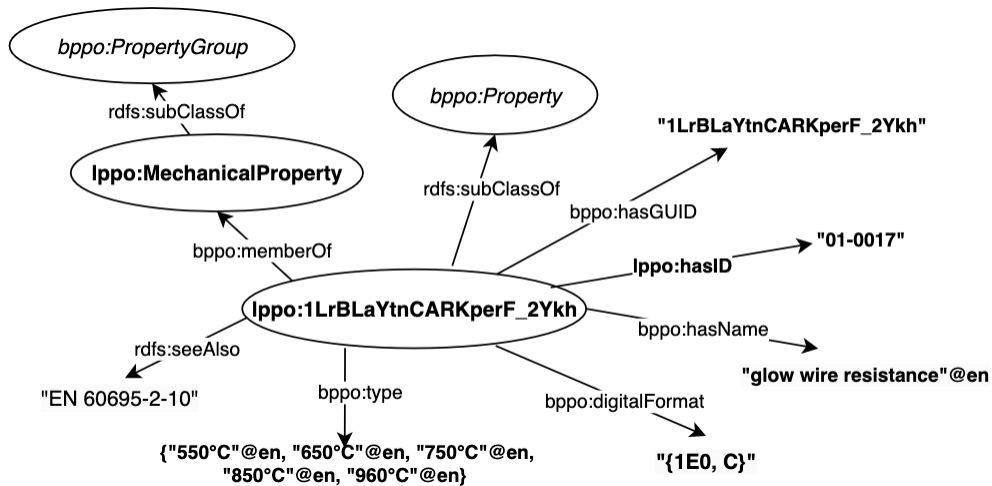 bppo:PropertyGroup
rdfs:subClassOf
bppo:Property
lppo:MechanicalProperty
"1LrBLaYtnCARKperF_2Ykh"
rdfs:subClassOf
bppo:hasGUID
bppo:memberOf
"01-0017"
lppo:hasID
lppo:1LrBLaYtnCARKperF_2Ykh
bppo:hasName
rdfs:seeAlso
"glow wire resistance"@en
"EN 60695-2-10"
bppo:type
bppo:digitalFormat
{"550°C"@en, "650°C"@en, "750°C"@en,
"850°C"@en, "960°C"@en}
"{1E0, C}"